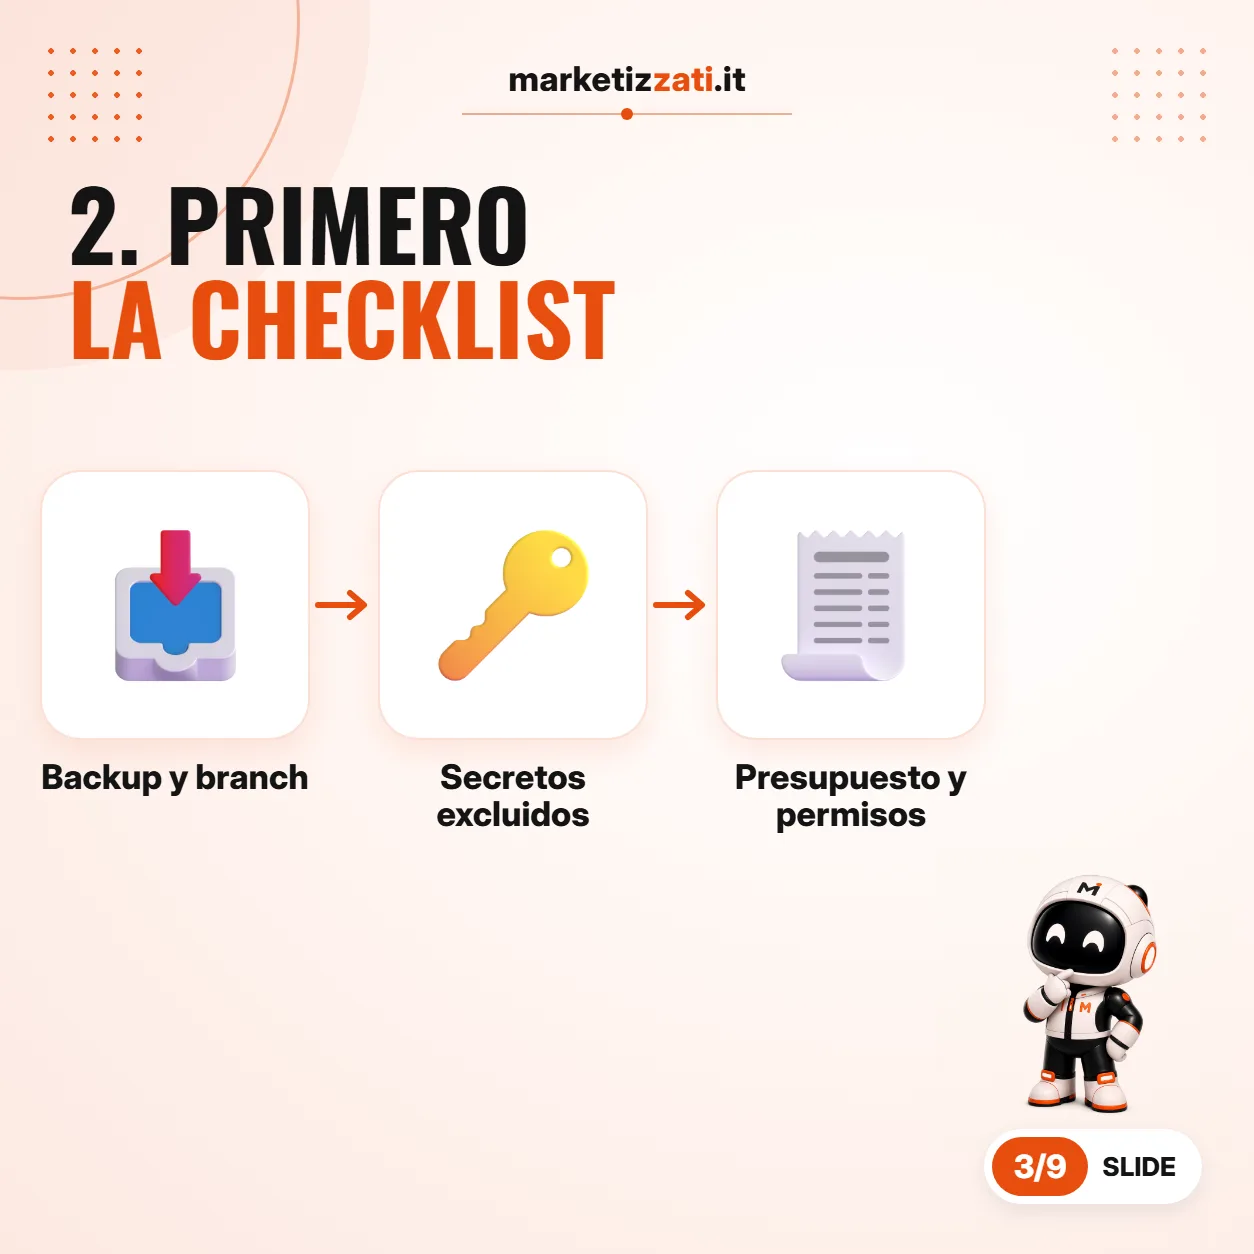 marketizzati.it
2. PRIMERO
LA CHECKLIST
Backup y branch
Secretos
excluidos
Presupuesto y
permisos
M
M
3/9 SLIDE